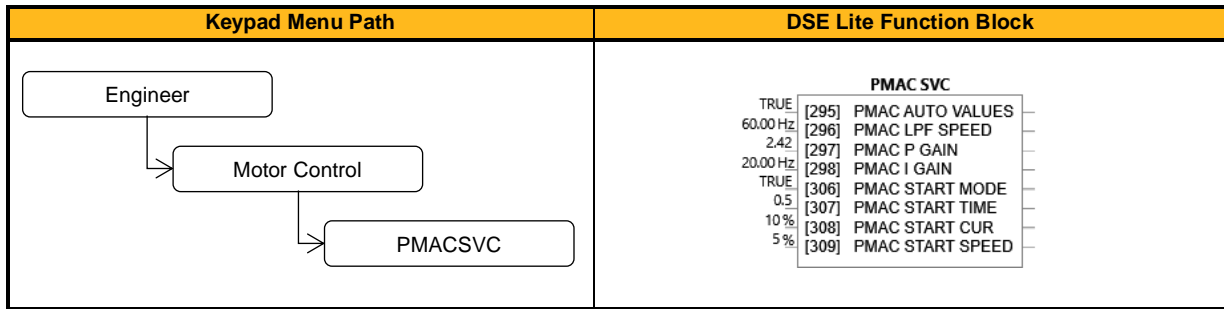 Keypad Menu Path
DSE Lite Function Block
Engineer
Motor Control
PMACSVC
PMAC SVC
TRUE [295] PMAC AUTO VALUES
60.00 Hz [296] PMAC LPF SPEED
2.42 [297] PMAC P GAIN
20.00 Hz [298] PMAC I GAIN
TRUE [306] PMAC START MODE
0.5 [307] PMAC START TIME
10 % [308] PMAC START CUR
5 % [309] PMAC START SPEED